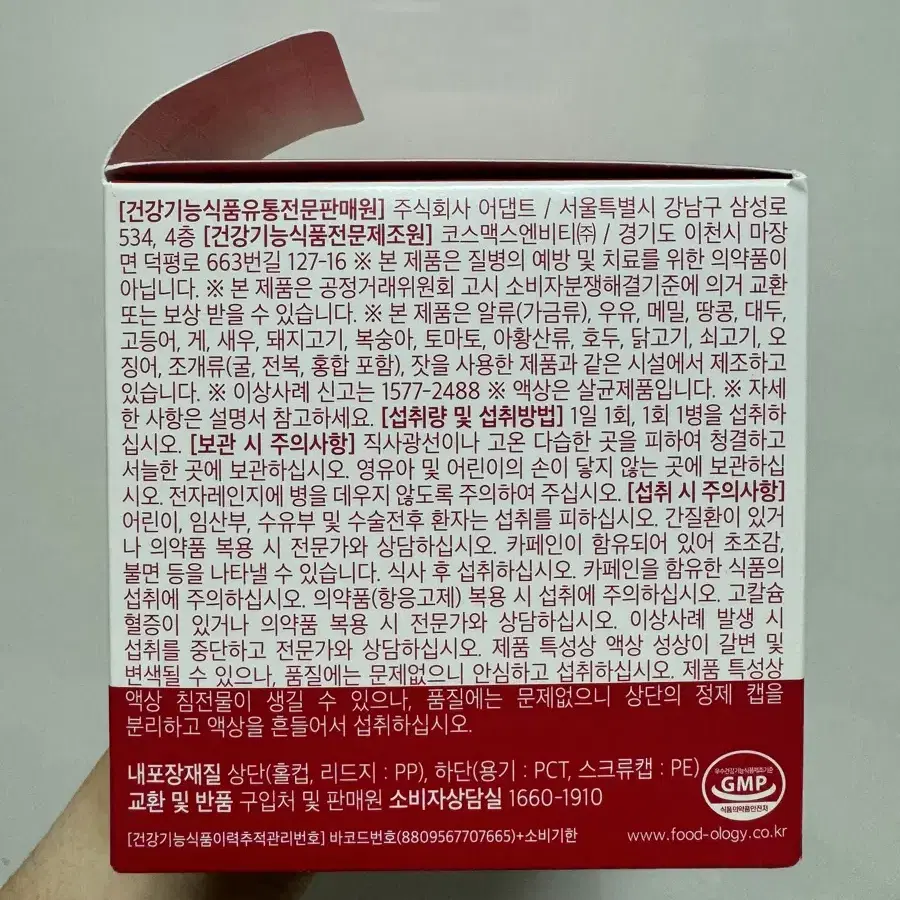 [건강기능식품유통전문판매원] 주식회사 어댑트 / 서울특별시 강남구 삼성로
534, 4층 [건강기능식품전문제조원] 코스맥스엔비티㈜ / 경기도 이천시 마장
면 덕평로 663번길 127-16 ※ 본 제품은 질병의 예방 및 치료를 위한 의약품이
아닙니다. ※ 본 제품은 공정거래위원회 고시 소비자분쟁해결기준에 의거 교환
또는 보상 받을 수 있습니다. ※ 본 제품은 알류(가금류), 우유, 메밀, 땅콩, 대두,
고등어, 게, 새우, 돼지고기, 복숭아, 토마토, 아황산류, 호두, 닭고기, 쇠고기, 오
징어, 조개류(굴, 전복, 홍합 포함), 잣을 사용한 제품과 같은 시설에서 제조하고
있습니다. ※ 이상사례 신고는 1577-2488 ※ 액상은 살균제품입니다. ※ 자세
한 사항은 설명서 참고하세요. [섭취량 및 섭취방법] 1일 1회, 1회 1병을 섭취하
십시오. [보관 시 주의사항] 직사광선이나 고온 다습한 곳을 피하여 청결하고
서늘한 곳에 보관하십시오. 영유아 및 어린이의 손이 닿지 않는 곳에 보관하십
시오. 전자레인지에 병을 데우지 않도록 주의하여 주십시오. [섭취 시 주의사항]
어린이, 임산부, 수유부 및 수술전후 환자는 섭취를 피하십시오. 간질환이 있거
나 의약품 복용 시 전문가와 상담하십시오. 카페인이 함유되어 있어 초조감,
불면 등을 나타낼 수 있습니다. 식사 후 섭취하십시오. 카페인을 함유한 식품의
섭취에 주의하십시오. 의약품(항응고제) 복용 시 섭취에 주의하십시오. 고칼슘
혈증이 있거나 의약품 복용 시 전문가와 상담하십시오. 이상사례 발생 시
섭취를 중단하고 전문가와 상담하십시오. 제품 특성상 액상 성상이 갈변 및
변색될 수 있으나, 품질에는 문제없으니 안심하고 섭취하십시오. 제품 특성상
액상 침전물이 생길 수 있으나, 품질에는 문제없으니 상단의 정제 캡을
분리하고 액상을 흔들어서 섭취하십시오.
내포장재질 상단(홀컵, 리드지 : PP), 하단(용기 : PCT, 스크류캡 : PE)
교환 및 반품 구입처 및 판매원 소비자상담실 1660-1910
[건강기능식품이력추적관리번호] 바코드번호(8809567707665)+소비기한
우수건강기능식품제조기준
GMP
식품의약품안전처
www.food-ology.co.kr